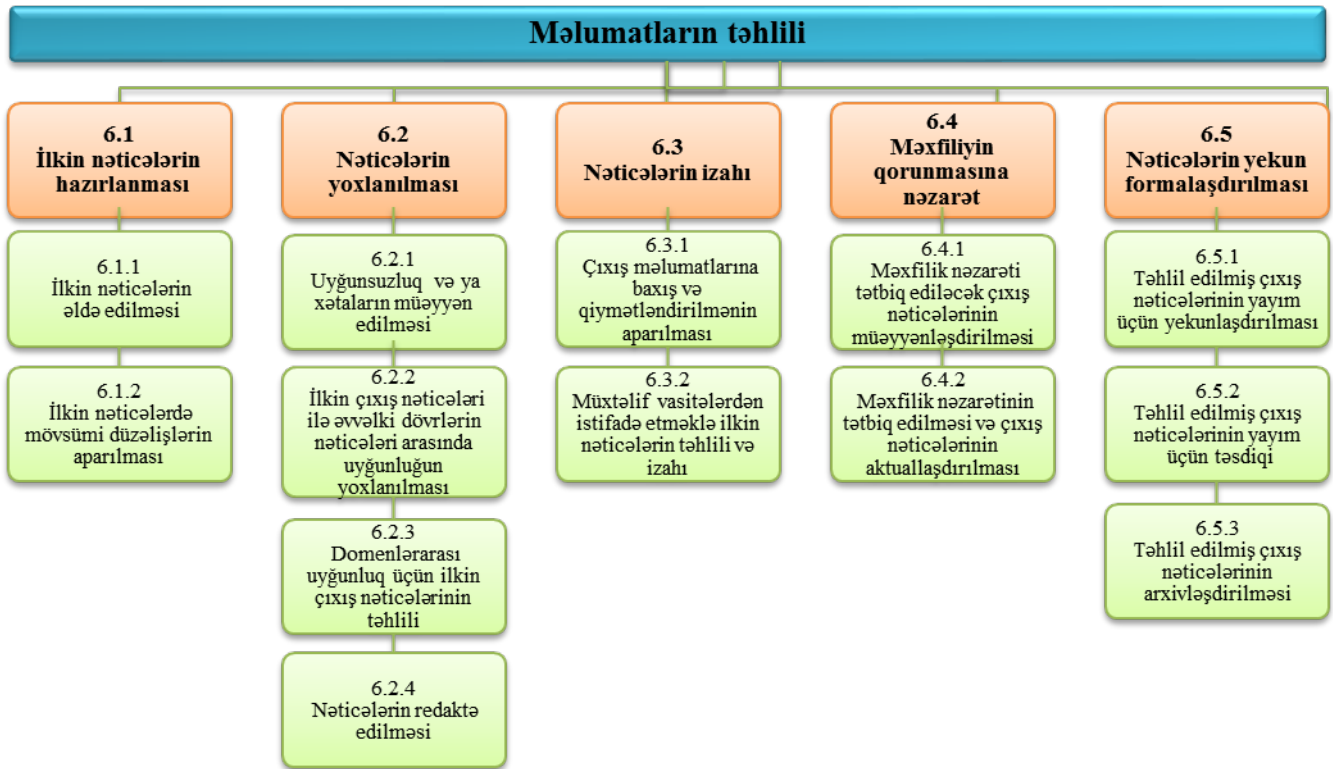 Məlumatların təhlili
6.1
İlkin nəticələrin
hazırlanması
6.1.1
İlkin nəticələrin
əldə edilməsi
6.1.2
İlkin nəticələrdə
mövsümi düzəlişlərin
aparılması
6.2
Nəticələrin
yoxlanılması
6.2.1
Uyğunsuzluq və ya
xətaların müəyyən
edilməsi
6.2.2
İlkin çıxış nəticələri
ilə əvvəlki dövrlərin
nəticələri arasında
uyğunluğun
yoxlanılması
6.2.3
Domenlərarası
uyğunluq üçün ilkin
çıxış nəticələrinin
təhlili
6.2.4
Nəticələrin redaktə
edilməsi
6.3
Nəticələrin izahı
6.3.1
Çıxış məlumatlarına
baxış və
qiymətləndirilmənin
aparılması
6.3.2
Müxtəlif vasitələrdən
istifadə etməklə ilkin
nəticələrin təhlili və
izahı
6.4
Məxfiliyin
qorunmasına
nəzarət
6.4.1
Məxfilik nəzarəti
tətbiq ediləcək çıxış
nəticələrinin
müəyyənləşdirilməsi
6.4.2
Məxfilik nəzarətinin
tətbiq edilməsi və çıxış
nəticələrinin
aktuallaşdırılması
6.5
Nəticələrin yekun
formalaşdırılması
6.5.1
Təhlil edilmiş çıxış
nəticələrinin yayım
üçün yekunlaşdırılması
6.5.2
Təhlil edilmiş çıxış
nəticələrinin yayım
üçün təsdiqi
6.5.3
Təhlil edilmiş çıxış
nəticələrinin
arxivləşdirilməsi